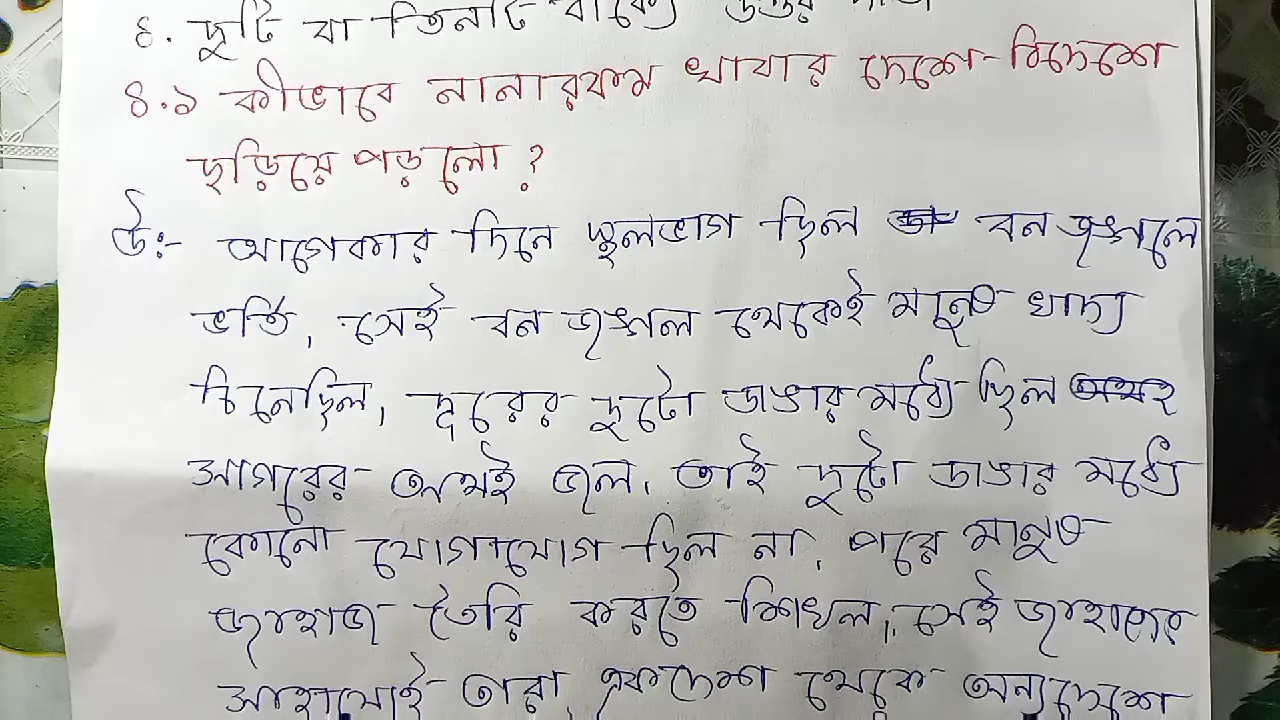 ৪. দুটি বা তিনটি বাক্যে উত্তর দাও
৪.১ কীভাবে নানারকম খাবার দেশে-বিদেশে
ছড়িয়ে পড়লো?
উঃ- আগেকার দিনে স্থলভাগ ছিল বন জঙ্গলে
ভর্তি, সেই বন জঙ্গল থেকেই মানুষ খাদ্য
চিনেছিল, দূরের দুটো ডাঙার মধ্যে ছিল
সাগরের অথই জল, তাই দুটো ডাঙার মধ্যে
কোনো যোগাযোগ ছিল না, পরে মানুষ
জাহাজ তৈরি করতে শিখল, সেই জাহাজের
সাহায্যেই তারা একদেশ থেকে অন্যদেশে